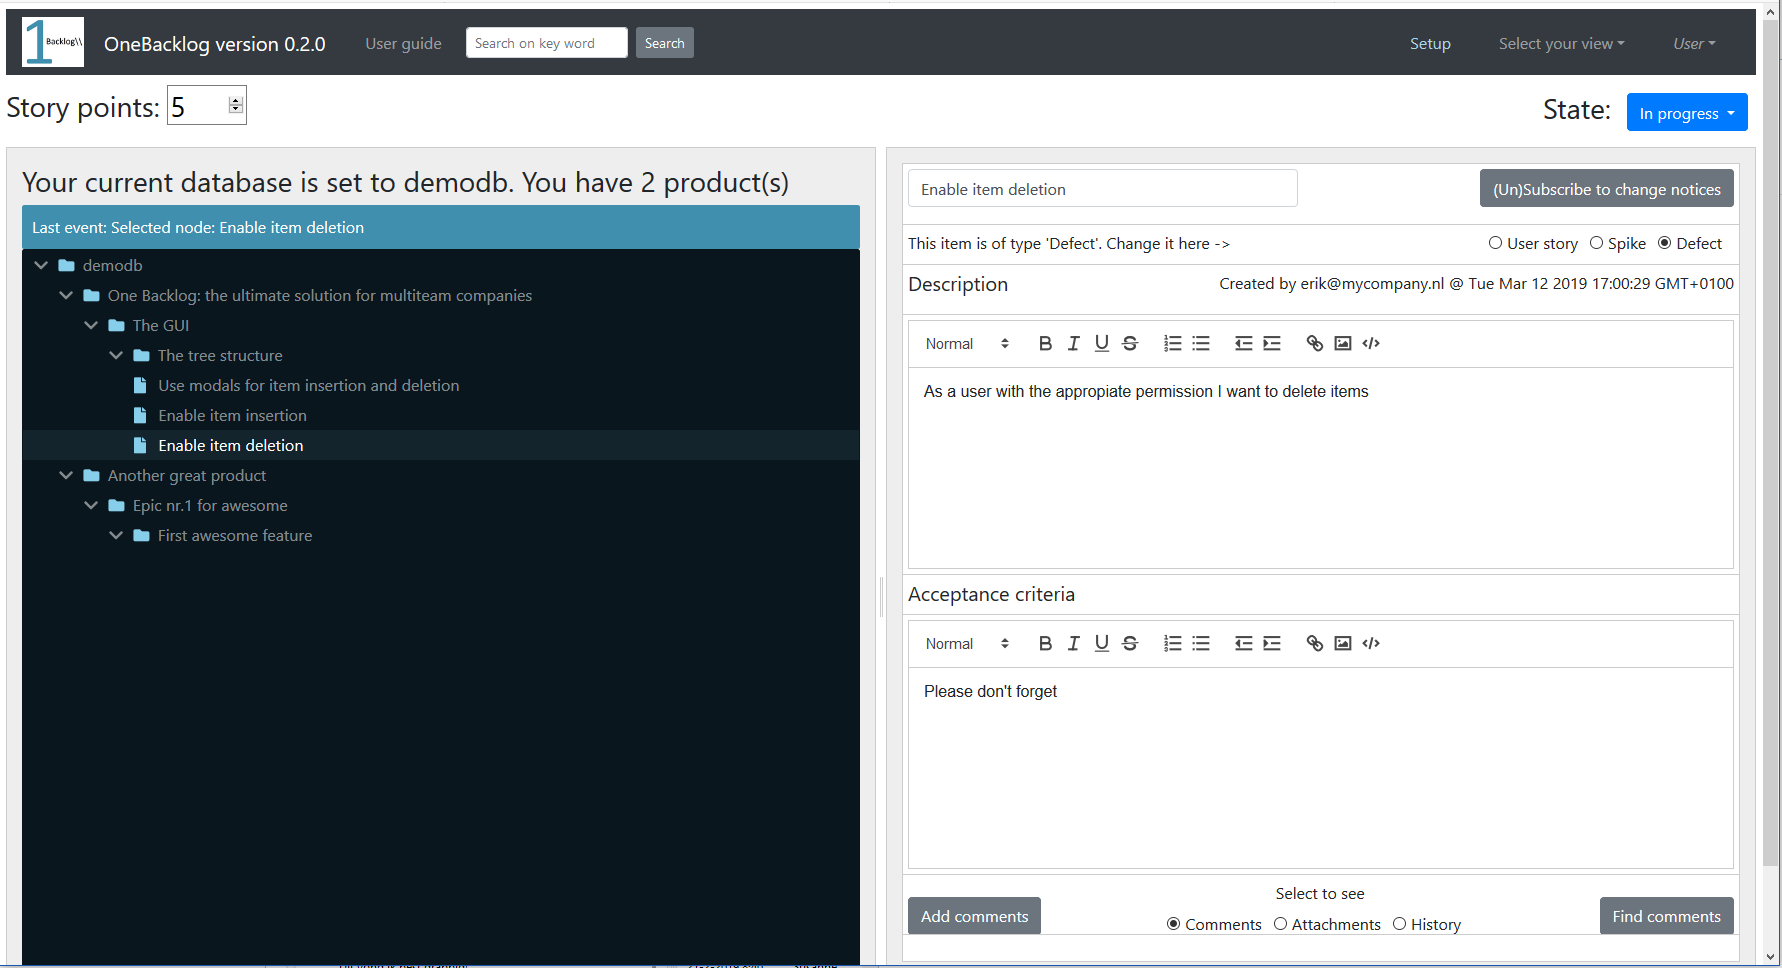 1 Backlog\\ OneBacklog version 0.2.0 User guide Search on key word Search Setup Select your view User
Story points: 5 State: In progress
Your current database is set to demodb. You have 2 product(s)
Last event: Selected node: Enable item deletion
demodb
One Backlog: the ultimate solution for multiteam companies
The GUI
The tree structure
Use modals for item insertion and deletion
Enable item insertion
Enable item deletion
Another great product
Epic nr.1 for awesome
First awesome feature
Enable item deletion (Un)Subscribe to change notices
This item is of type 'Defect'. Change it here -> User story Spike Defect
Description Created by erik@mycompany.nl @ Tue Mar 12 2019 17:00:29 GMT+0100
Normal
As a user with the appropiate permission I want to delete items
Acceptance criteria
Normal
Please don't forget
Select to see
Add comments Comments Attachments History Find comments